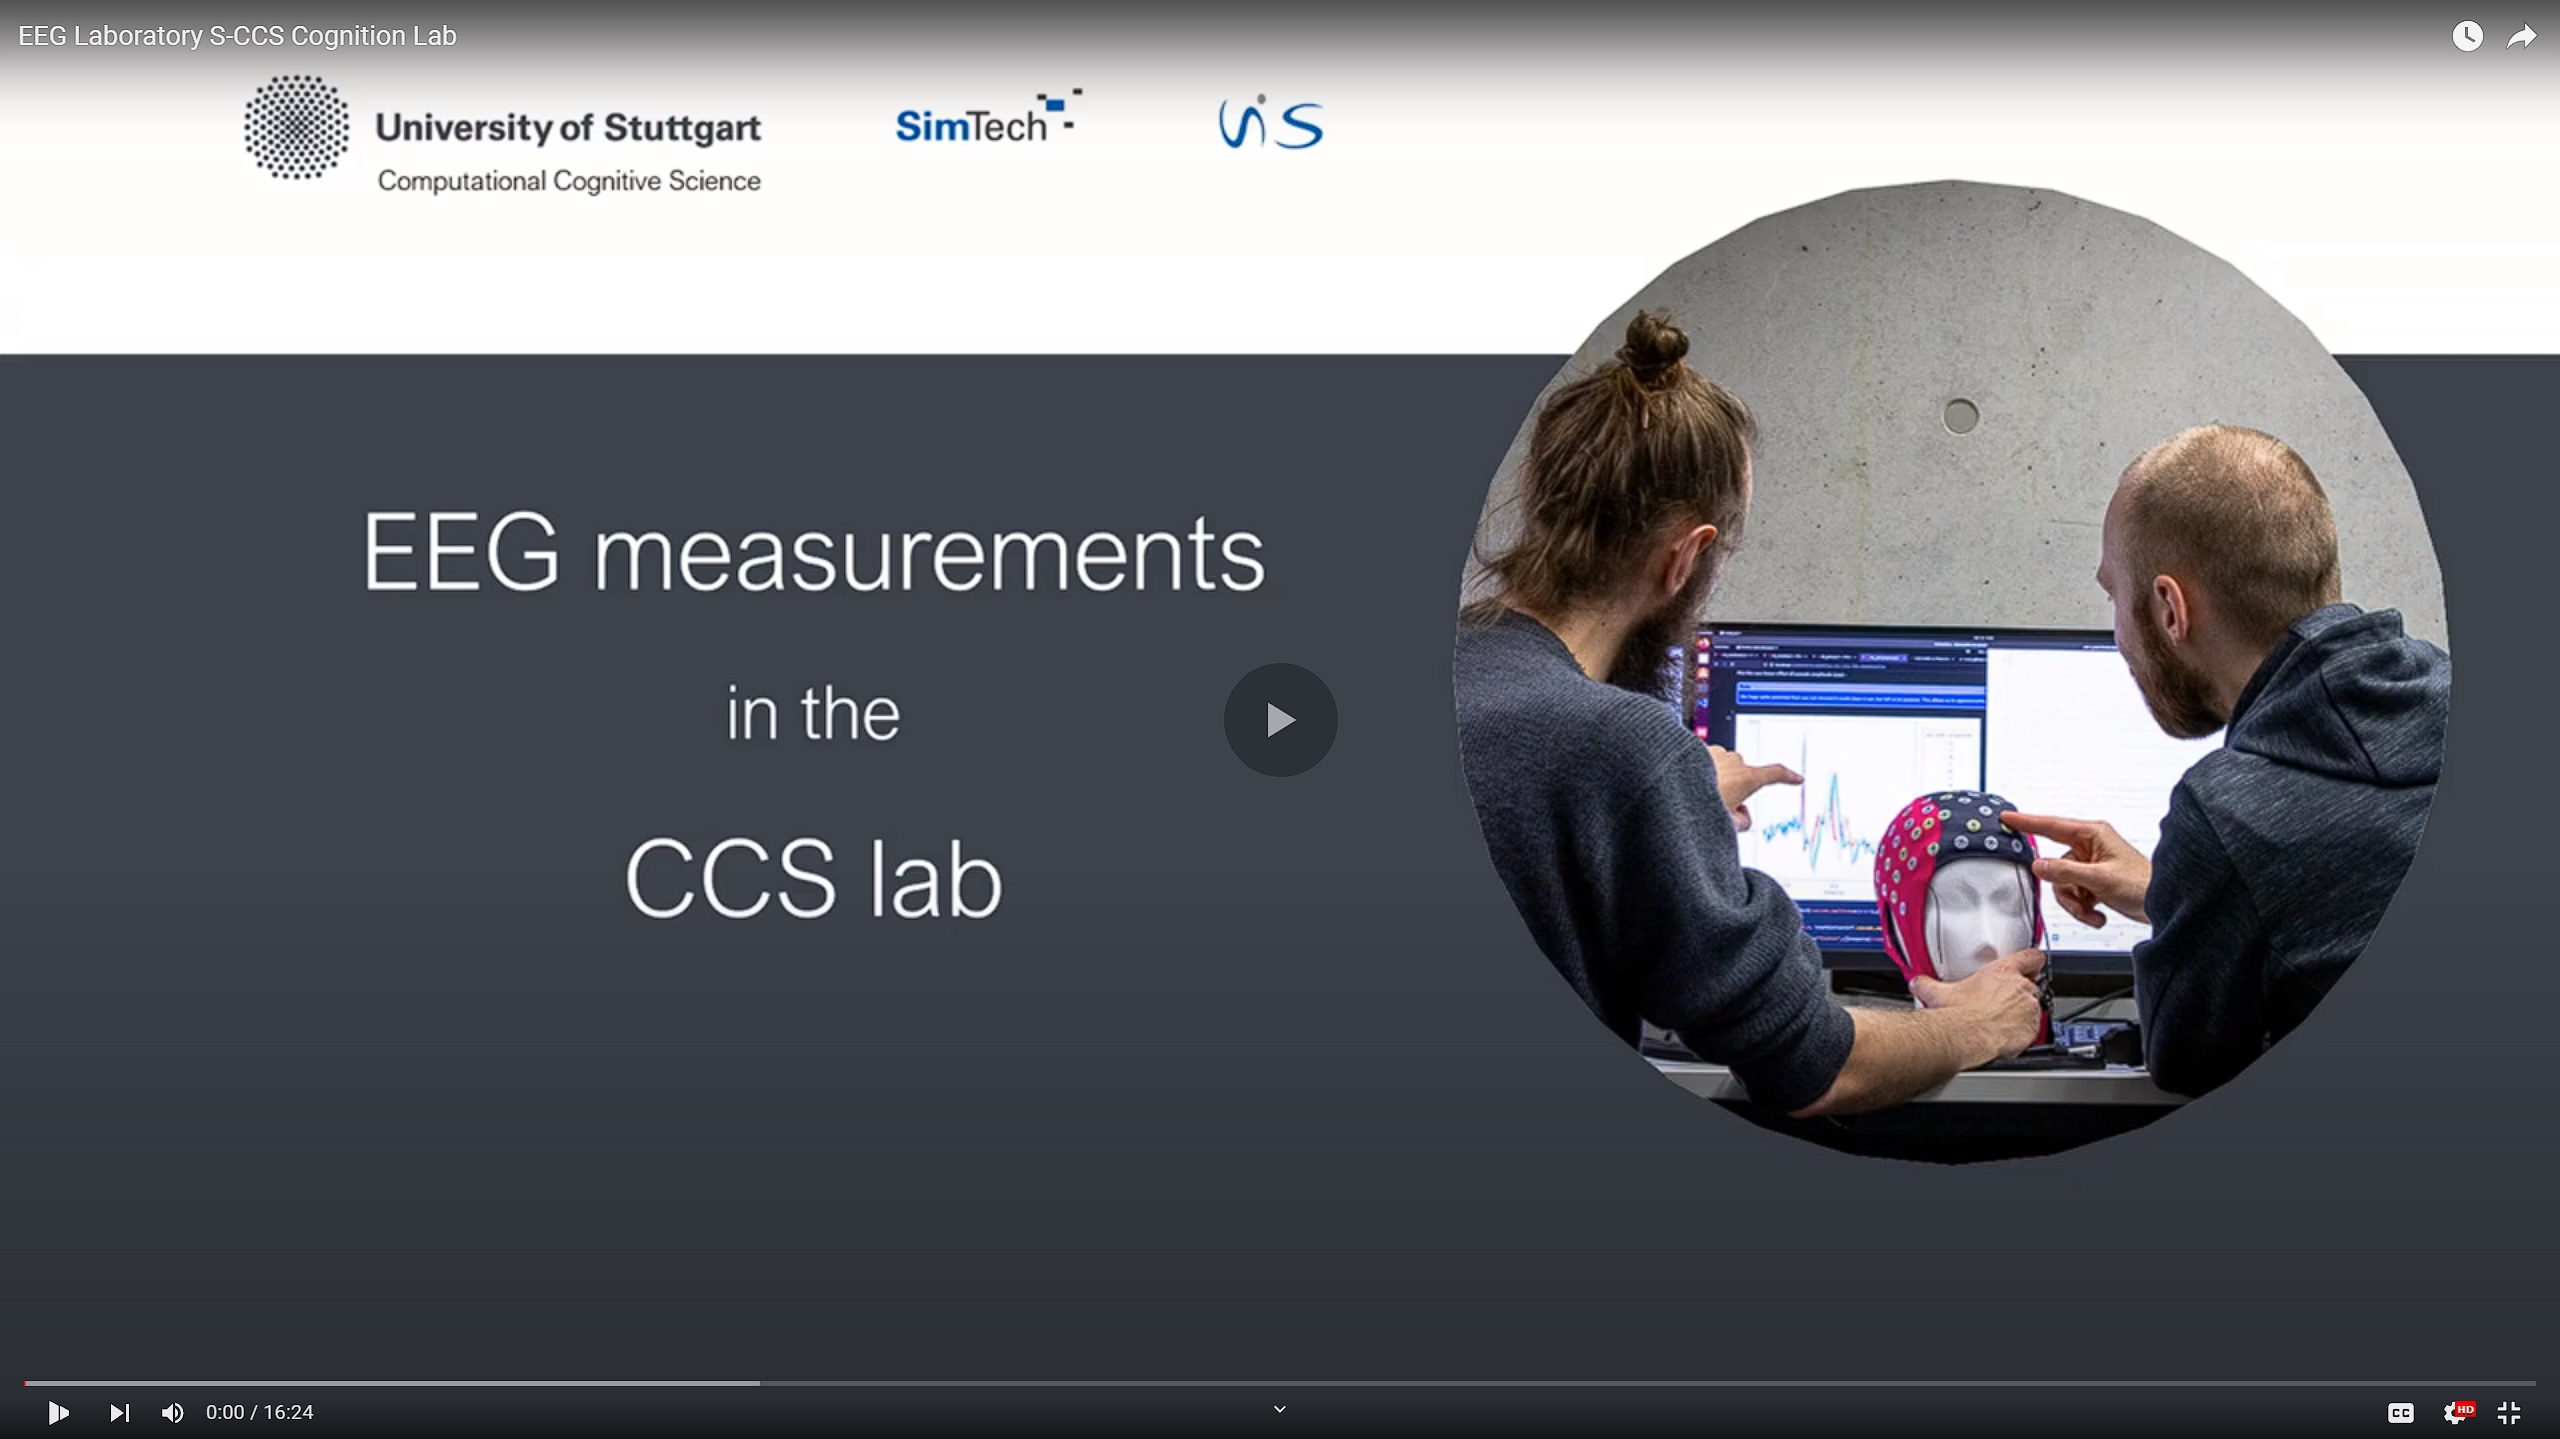 EEG Laboratory S-CCS Cognition Lab
University of Stuttgart
Computational Cognitive Science
SimTech
VIS
EEG measurements
in the
CCS lab
0:00 / 16:24
CC
HD